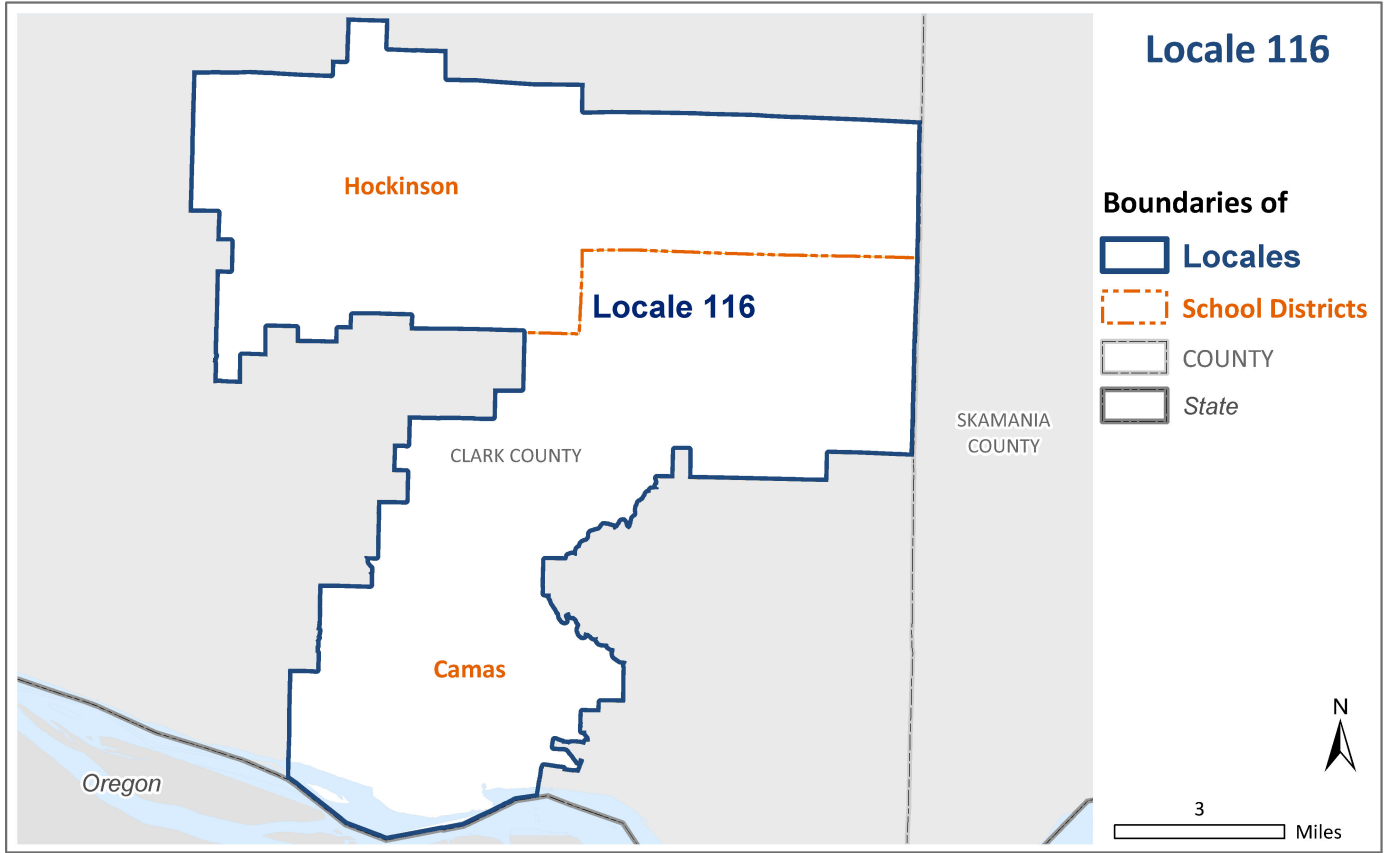 Locale 116
Hockinson
Locale 116
CLARK COUNTY
SKAMANIA
COUNTY
Camas
Oregon
Boundaries of
Locales
School Districts
COUNTY
State
N
3
Miles